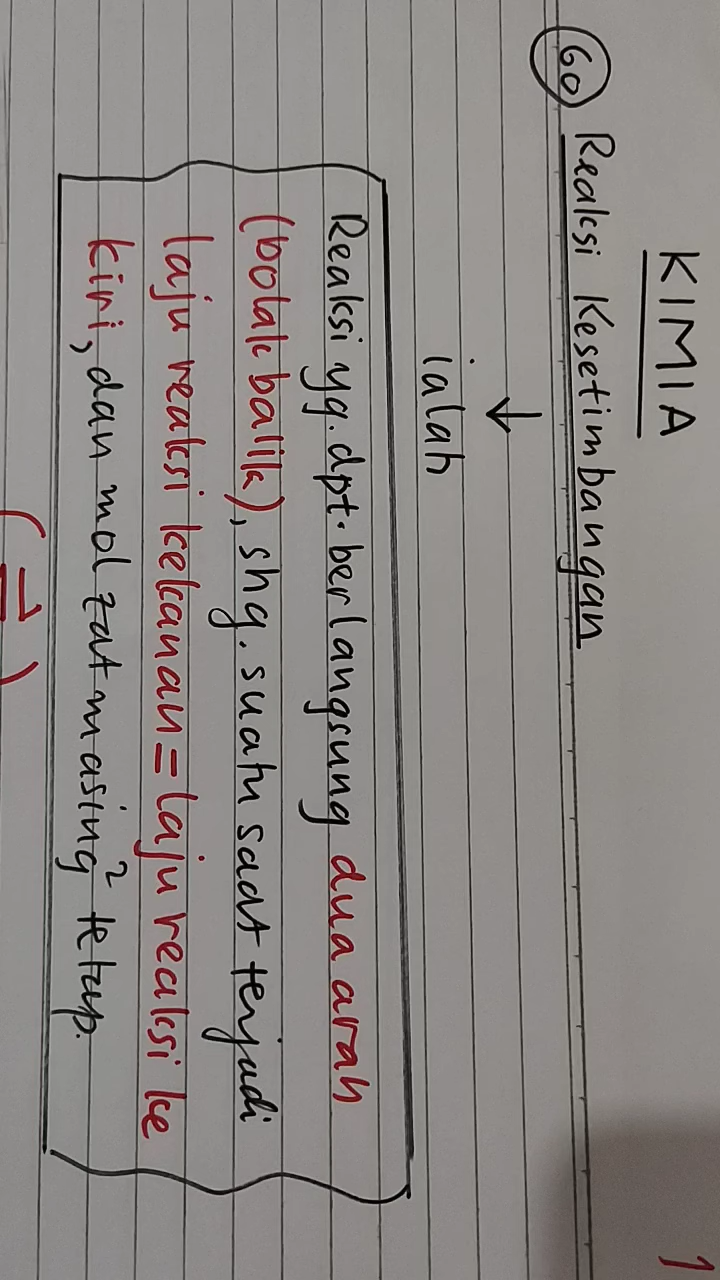 KIMIA
1
60 Reaksi Kesetimbangan
↓
ialah
Reaksi yg. dpt. berlangsung dua arah
(bolak balik), shg. suatu saat terjadi
laju reaksi kekanan = laju reaksi ke
kiri, dan mol zat masing² tetap.
(⇌)